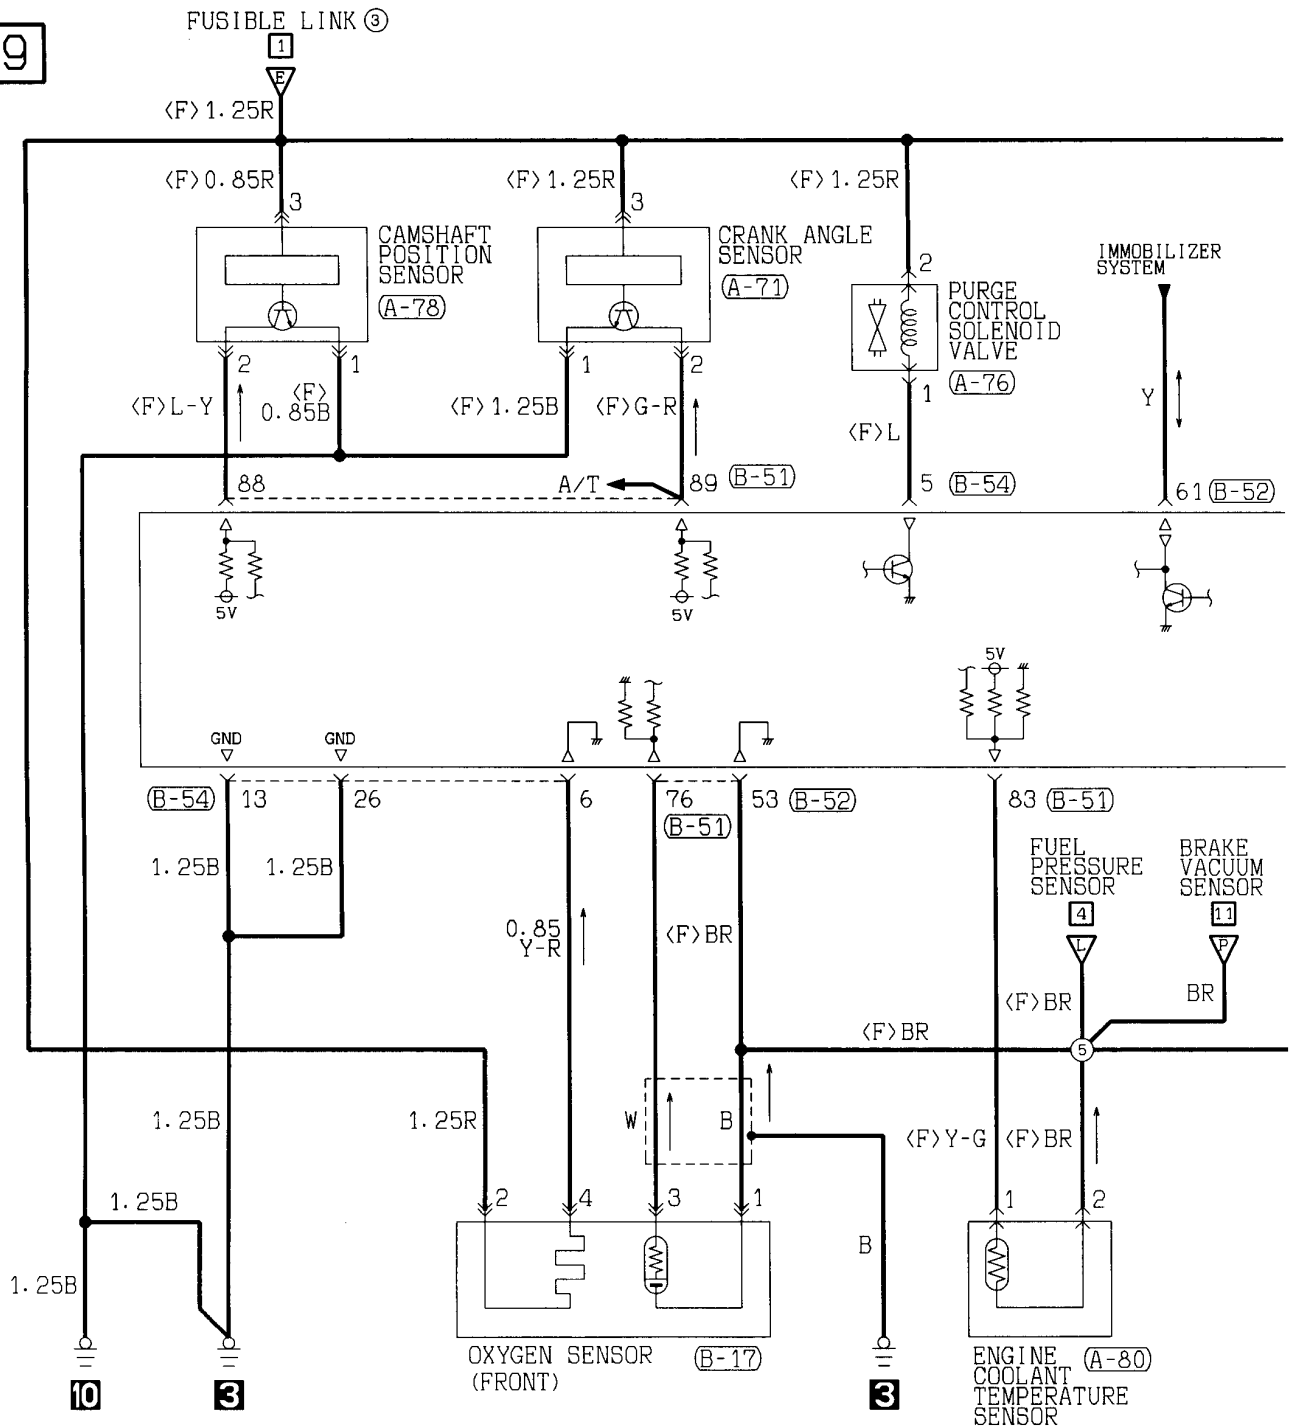 FUSIBLE LINK ③
9
1
E
<F>1.25R
<F>0.85R
3
<F>1.25R
3
<F>1.25R
CAMSHAFT
POSITION
SENSOR
A-78
CRANK ANGLE
SENSOR
A-71
2
PURGE
CONTROL
SOLENOID
VALVE
A-76
IMMOBILIZER
SYSTEM
2
1
1
2
1
<F>L-Y
<F>
0.85B
<F>1.25B
<F>G-R
<F>L
Y
88
A/T
89
B-51
5
B-54
61
B-52
5V
5V
5V
GND
GND
B-54
13
26
6
76
B-51
53
B-52
83
B-51
1.25B
1.25B
0.85
Y-R
<F>BR
FUEL
PRESSURE
SENSOR
4
L
BRAKE
VACUUM
SENSOR
11
P
<F>BR
BR
<F>BR
5
1.25B
1.25R
W
B
<F>Y-G
<F>BR
1.25B
2
4
3
1
1
2
1.25B
B
OXYGEN SENSOR
(FRONT)
B-17
ENGINE
COOLANT
TEMPERATURE
SENSOR
A-80
10
3
3